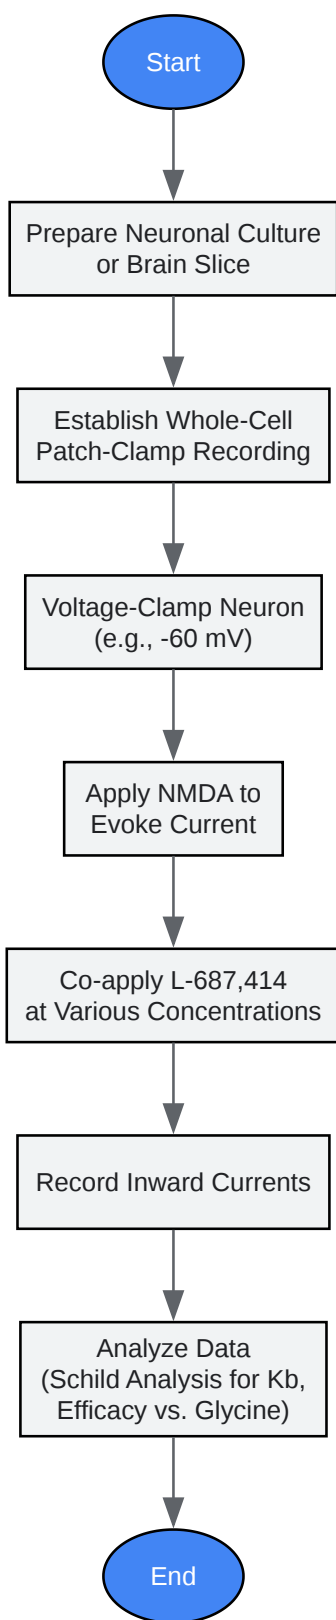 Start
Prepare Neuronal Culture
or Brain Slice
Establish Whole-Cell
Patch-Clamp Recording
Voltage-Clamp Neuron
(e.g., -60 mV)
Apply NMDA to
Evoke Current
Co-apply L-687,414
at Various Concentrations
Record Inward Currents
Analyze Data
(Schild Analysis for Kb,
Efficacy vs. Glycine)
End